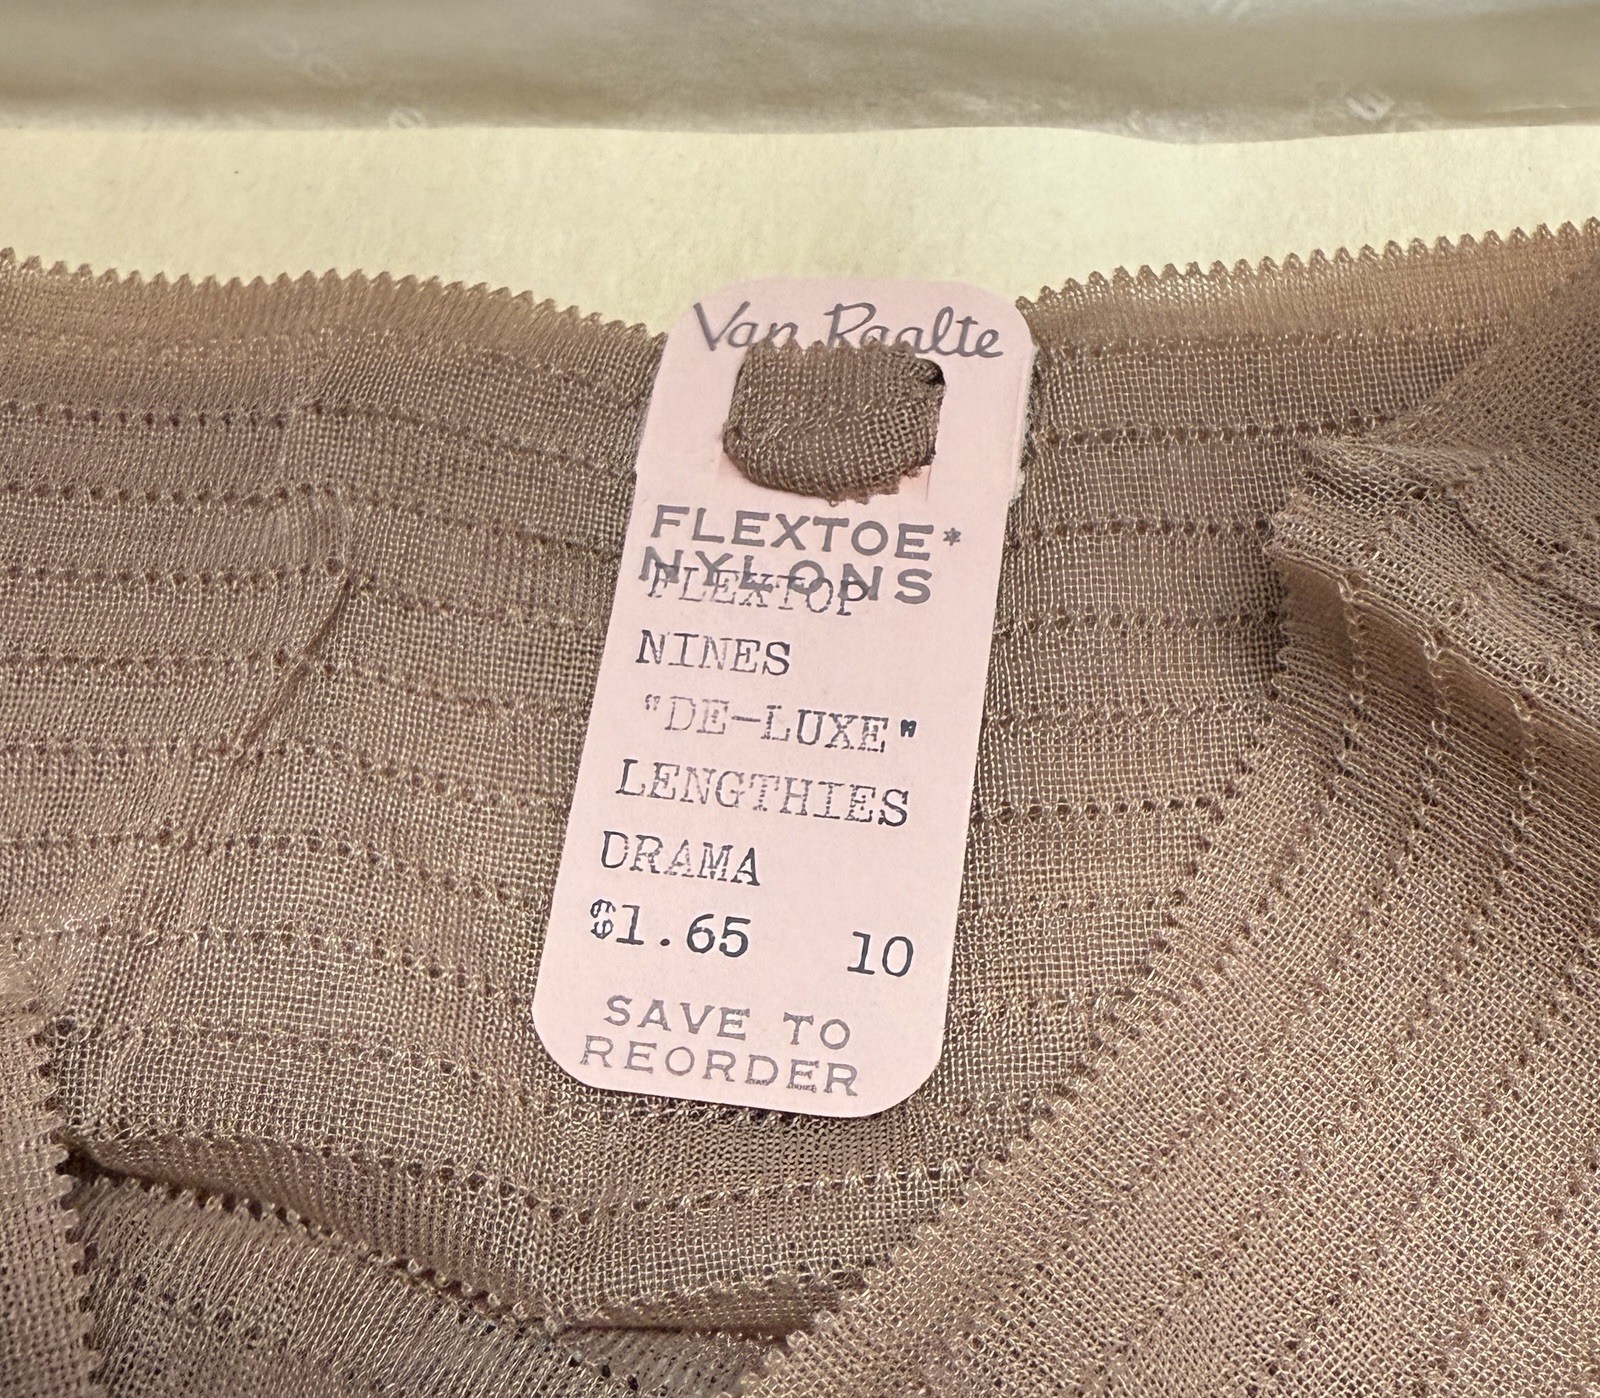 Van Raalte
FLEXTOE*
NYLONS
FLEXTOP
NINES
"DE-LUXE"
LENGTHIES
DRAMA
$1.65 10
SAVE TO
REORDER